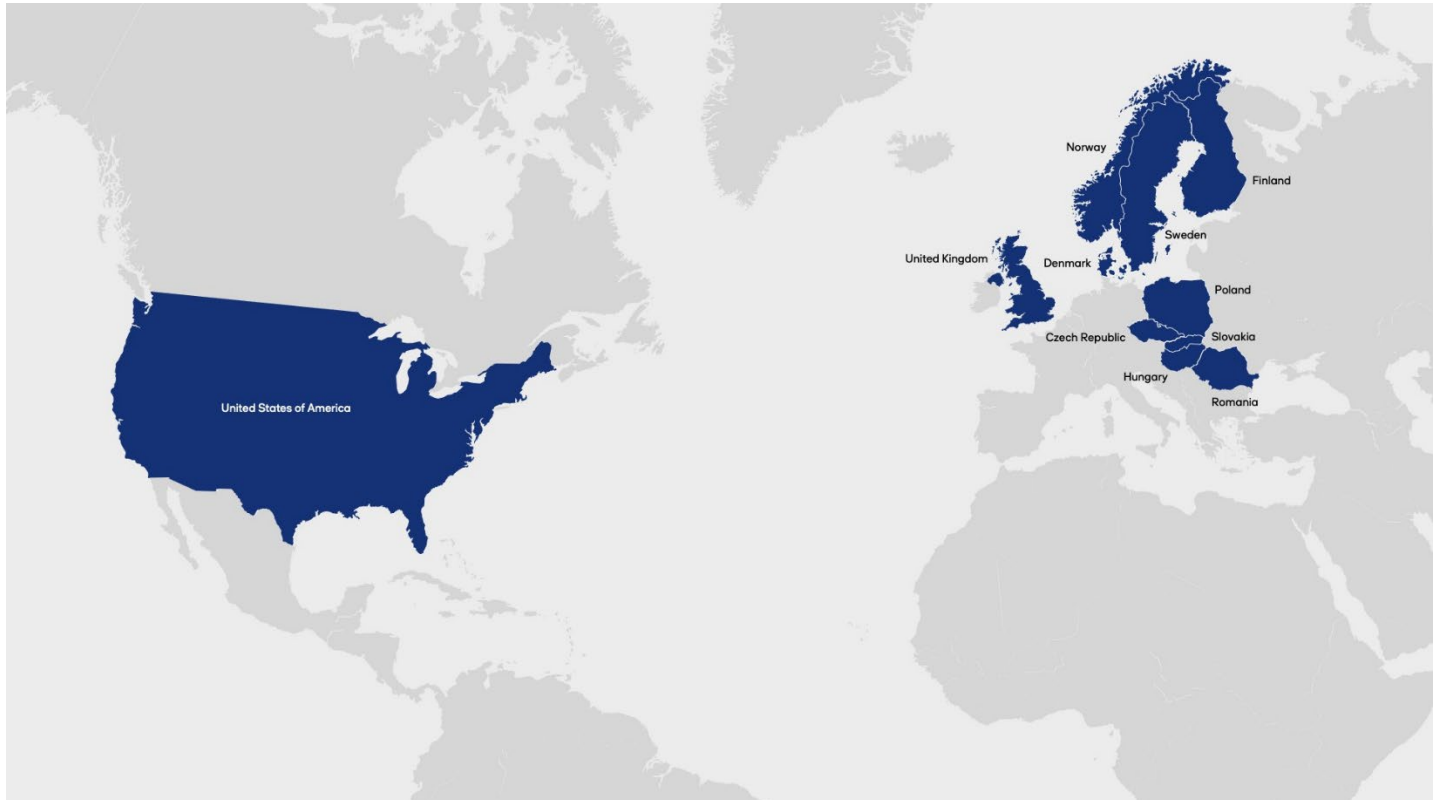 Norway
Finland
Sweden
United Kingdom
Denmark
Poland
Czech Republic
Slovakia
Hungary
Romania
United States of America